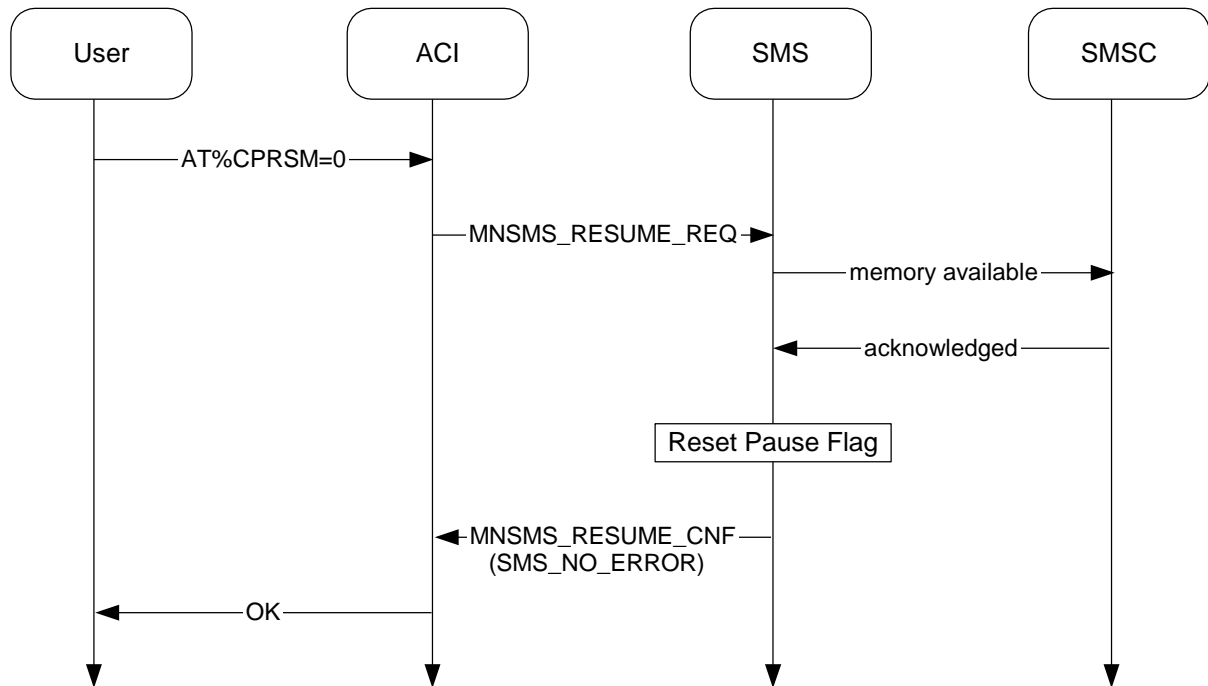 User
ACI
SMS
SMSC
AT%CPRSM=0
MNSMS_RESUME_REQ
memory available
acknowledged
Reset Pause Flag
MNSMS_RESUME_CNF
(SMS_NO_ERROR)
OK